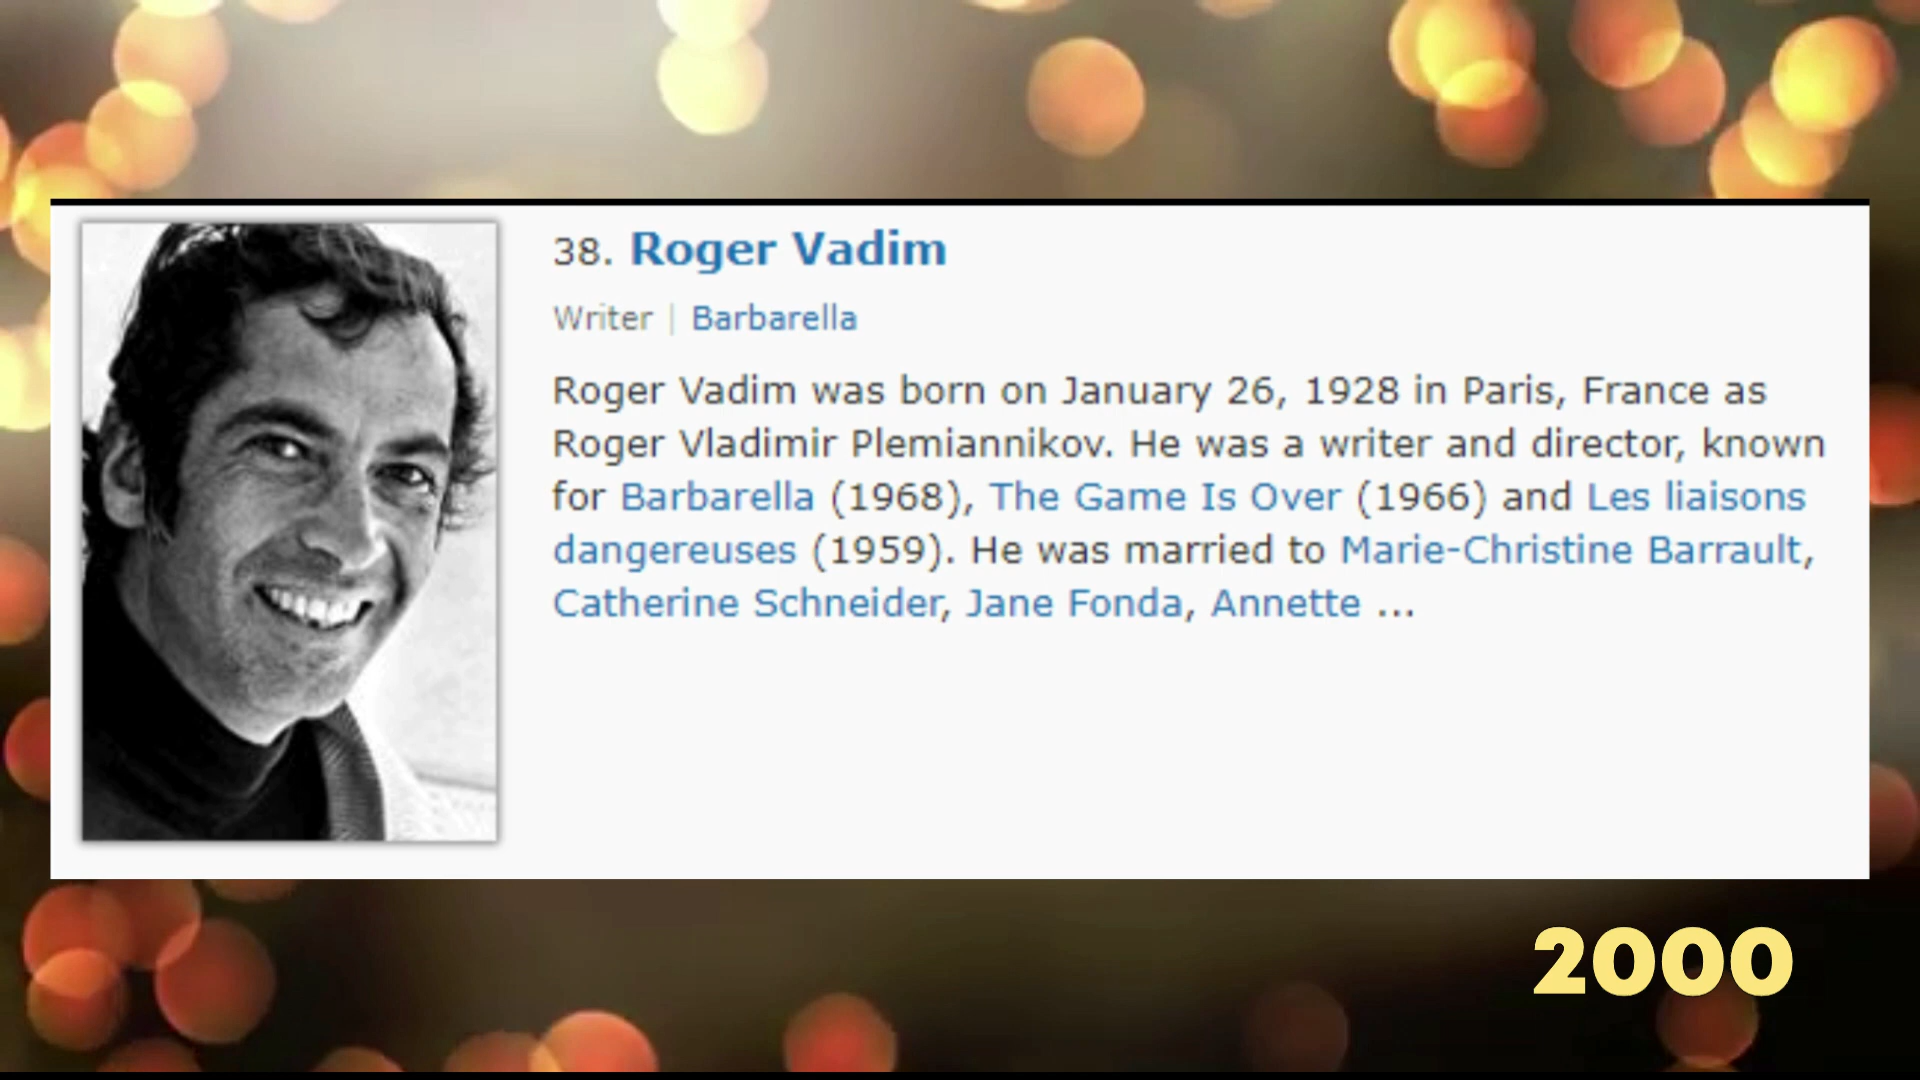 38. Roger Vadim
Writer | Barbarella
Roger Vadim was born on January 26, 1928 in Paris, France as
Roger Vladimir Plemiannikov. He was a writer and director, known
for Barbarella (1968), The Game Is Over (1966) and Les liaisons
dangereuses (1959). He was married to Marie-Christine Barrault,
Catherine Schneider, Jane Fonda, Annette ...
2000